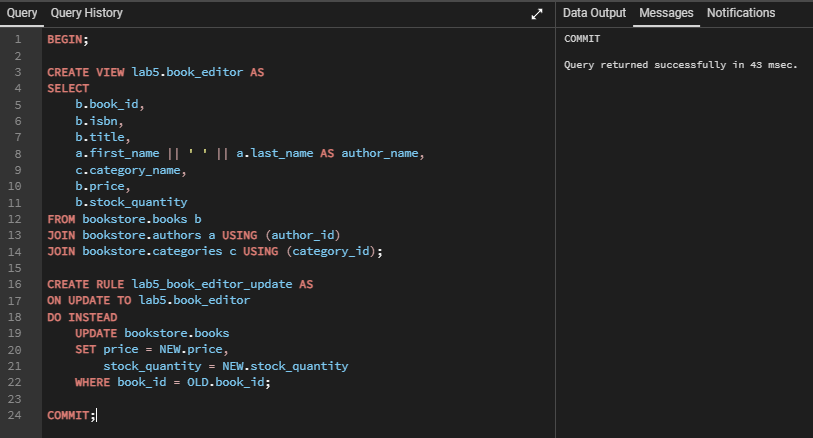 Query Query History
Data Output Messages Notifications
1 BEGIN;
2
3 CREATE VIEW lab5.book_editor AS
4 SELECT
5     b.book_id,
6     b.isbn,
7     b.title,
8     a.first_name || ' ' || a.last_name AS author_name,
9     c.category_name,
10     b.price,
11     b.stock_quantity
12 FROM bookstore.books b
13 JOIN bookstore.authors a USING (author_id)
14 JOIN bookstore.categories c USING (category_id);
15
16 CREATE RULE lab5_book_editor_update AS
17 ON UPDATE TO lab5.book_editor
18 DO INSTEAD
19     UPDATE bookstore.books
20     SET price = NEW.price,
21         stock_quantity = NEW.stock_quantity
22     WHERE book_id = OLD.book_id;
23
24 COMMIT;
COMMIT
Query returned successfully in 43 msec.